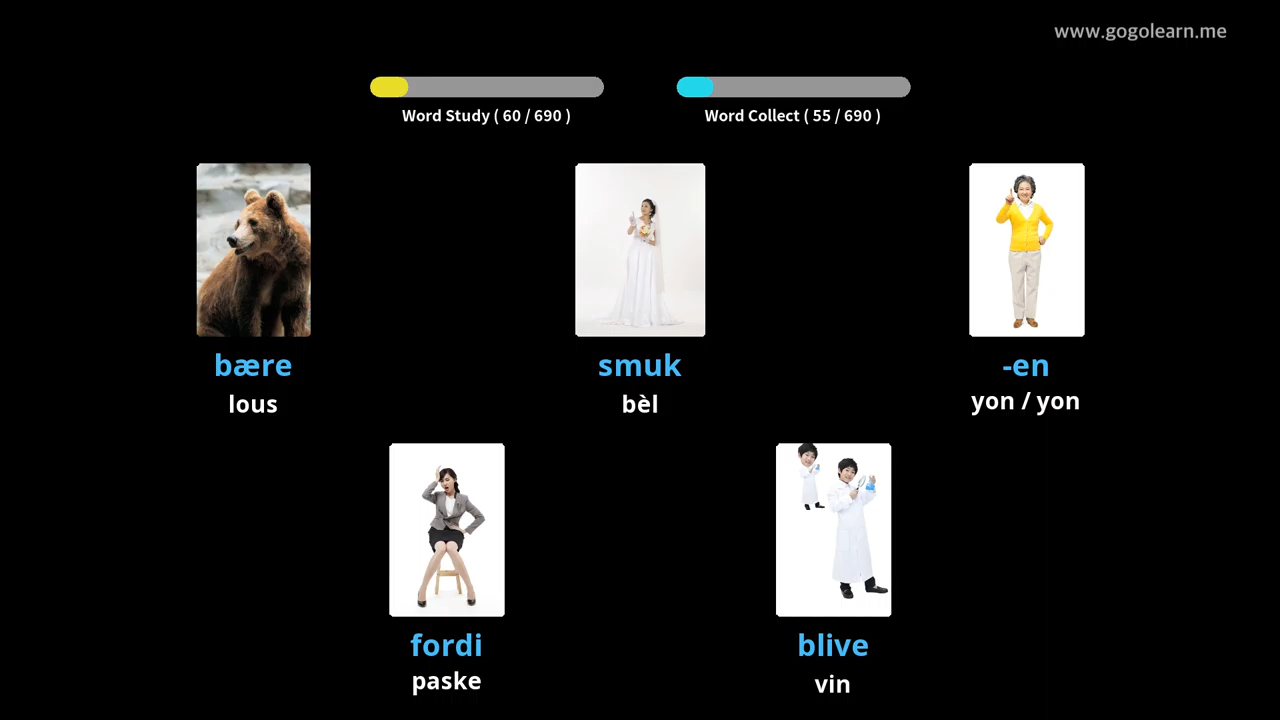 www.gogolearn.me
Word Study ( 60 / 690 )
Word Collect ( 55 / 690 )
bære
lous
smuk
bèl
-en
yon / yon
fordi
paske
blive
vin